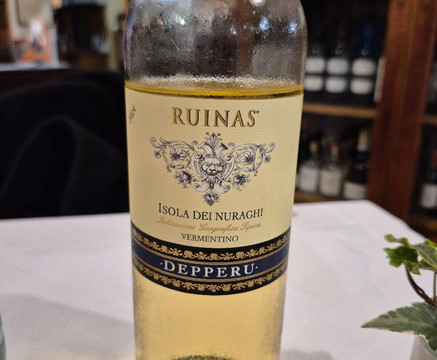 RUINAS
ISOLA DEI NURAGHI
Indicazione Geografica Tipica
VERMENTINO
·DEPPERU·